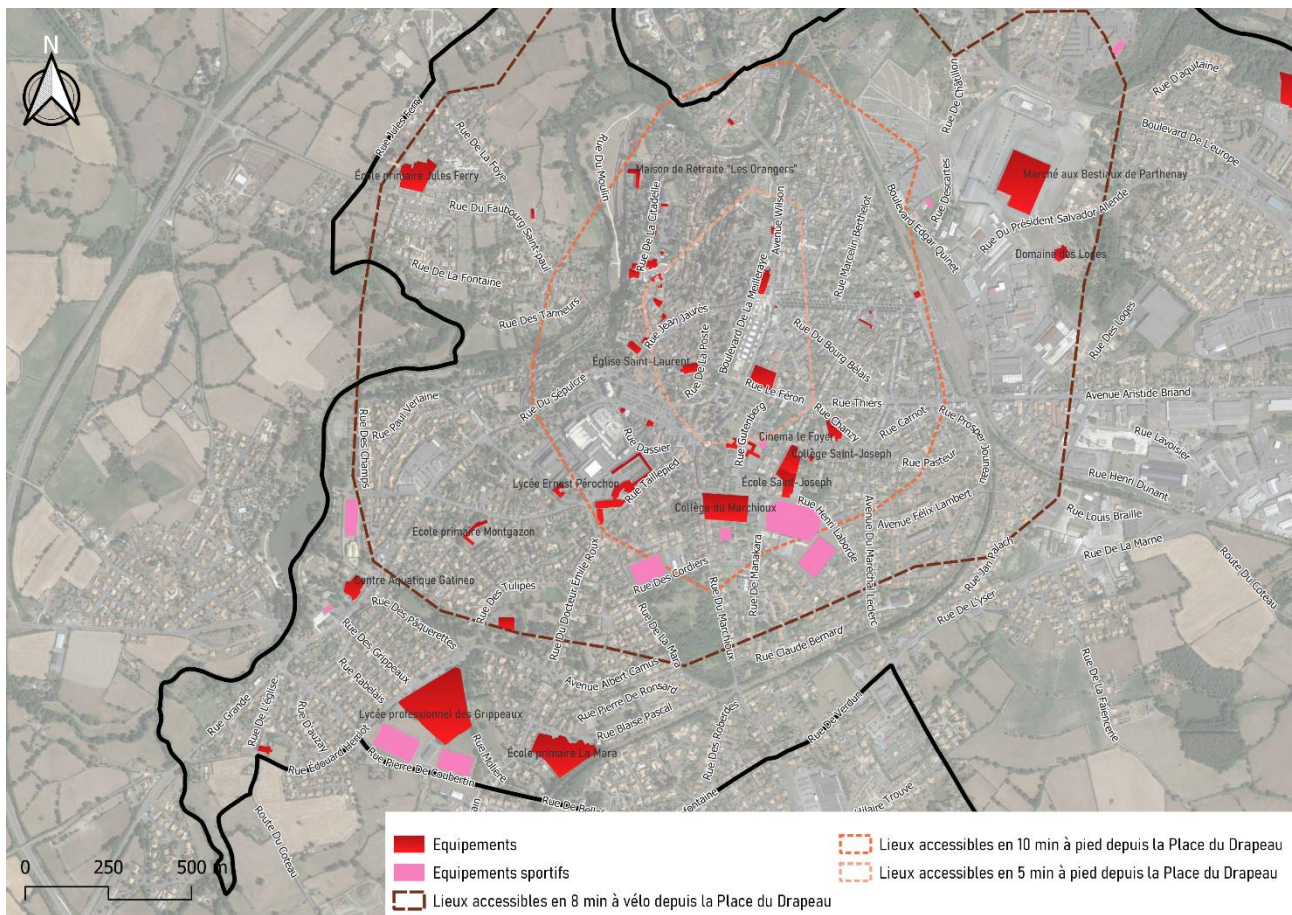 N
Rue D'aquitaine
Rue De Châtillon
Rue Jules Ferry
Boulevard De L'europe
Rue De La Foye
Rue Du Moulin
École primaire Jules Ferry
Maison de Retraite "Les Orangers"
Marché aux Bestiaux de Parthenay
Rue De La Citadelle
Avenue Wilson
Rue Marcelin Berthelot
Rue Descartes
Rue Du Faubourg Saint-paul
Boulevard Edgar Quinet
Rue Du Président Salvador Allende
Domaine des Loges
Rue De La Fontaine
Boulevard De La Meilleraye
Rue Des Tanneurs
Rue Jean Jaurès
Rue Des Loges
Rue De La Poste
Rue Du Bourg Bélais
Église Saint-Laurent
Rue Du Sépulcre
Rue Le Féron
Rue Paul Verlaine
Avenue Aristide Briand
Rue Thiers
Rue Carnot
Rue Chanzy
Rue Gutenberg
Rue Prosper Jouneau
Rue Des Champs
Rue Dassier
Cinema le Foyer
Rue Lavoisier
Collège Saint-Joseph
Rue Pasteur
Rue Henri Dunant
Lycée Ernest Pérochon
Rue Taillepied
École Saint-Joseph
Collège du Marchioux
Rue Henri Laborde
Avenue Félix Lambert
Rue Louis Braille
Ecole primaire Montgazon
Avenue Du Maréchal Leclerc
Rue De La Marne
Rue Jan Palach
Route Du Coteau
Centre Aquatique Gatineo
Rue Des Tulipes
Rue Du Docteur Émile Roux
Rue Des Cordiers
Rue De Manakara
Rue De L'yser
Rue Des Pâquerettes
Rue De La Mara
Rue Du Marchioux
Rue Claude Bernard
Rue Des Grippeaux
Rue Rabelais
Avenue Albert Camus
Rue Pierre De Ronsard
Rue Blaise Pascal
Rue De La Faiencerie
Rue Grande
Rue De L'église
Rue D'auzay
Lycée professionnel des Grippeaux
Rue Des Roberdes
Rue De Verdun
Rue Édouard Herriot
Rue Molière
École primaire La Mara
Rue Pierre De Coubertin
Route Du Coteau
Rue De
fontaine
Hilaire Trouve
0 250 500 m
Equipements
Equipements sportifs
Lieux accessibles en 8 min à vélo depuis la Place du Drapeau
Lieux accessibles en 10 min à pied depuis la Place du Drapeau
Lieux accessibles en 5 min à pied depuis la Place du Drapeau